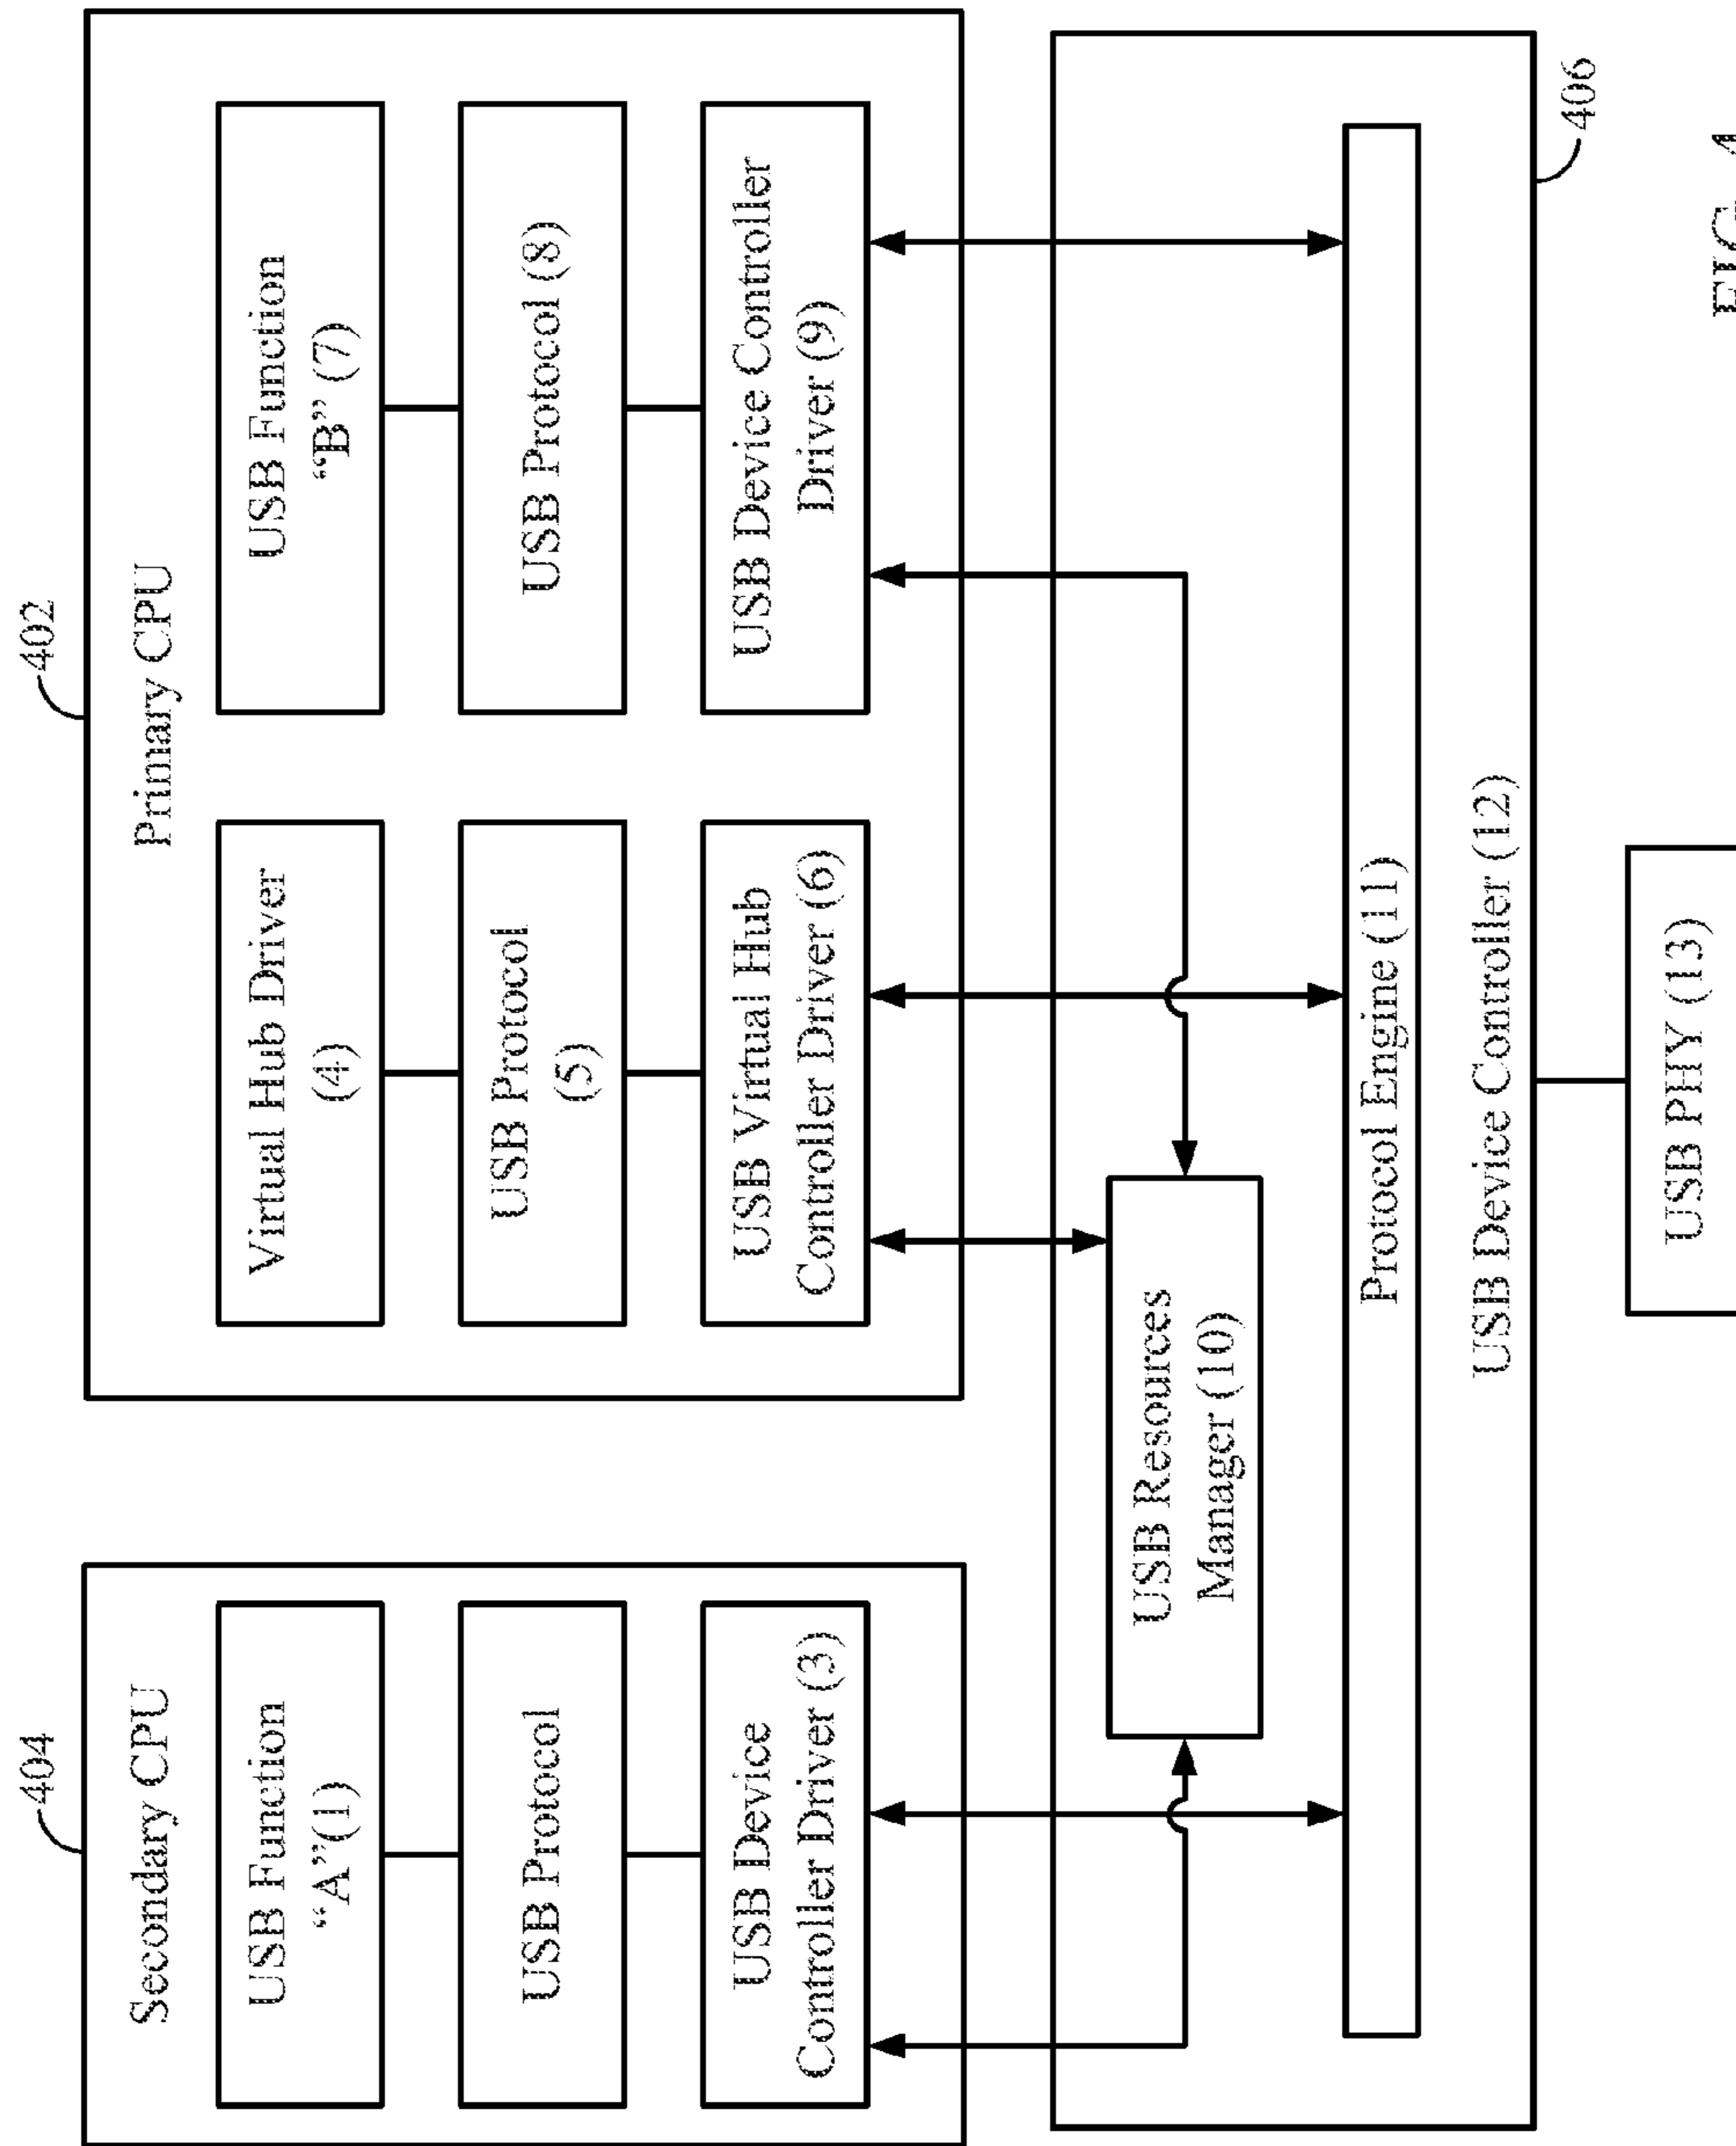 404
402
Secondary CPU
Primary CPU
USB Function
“A”(1)
Virtual Hub Driver
(4)
USB Function
“B” (7)
USB Protocol
USB Protocol
(5)
USB Protocol (8)
USB Device
Controller Driver (3)
USB Virtual Hub
Controller Driver (6)
USB Device Controller
Driver (9)
USB Resources
Manager (10)
Protocol Engine (11)
USB Device Controller (12)
406
USB PHY (13)
FIG. 4